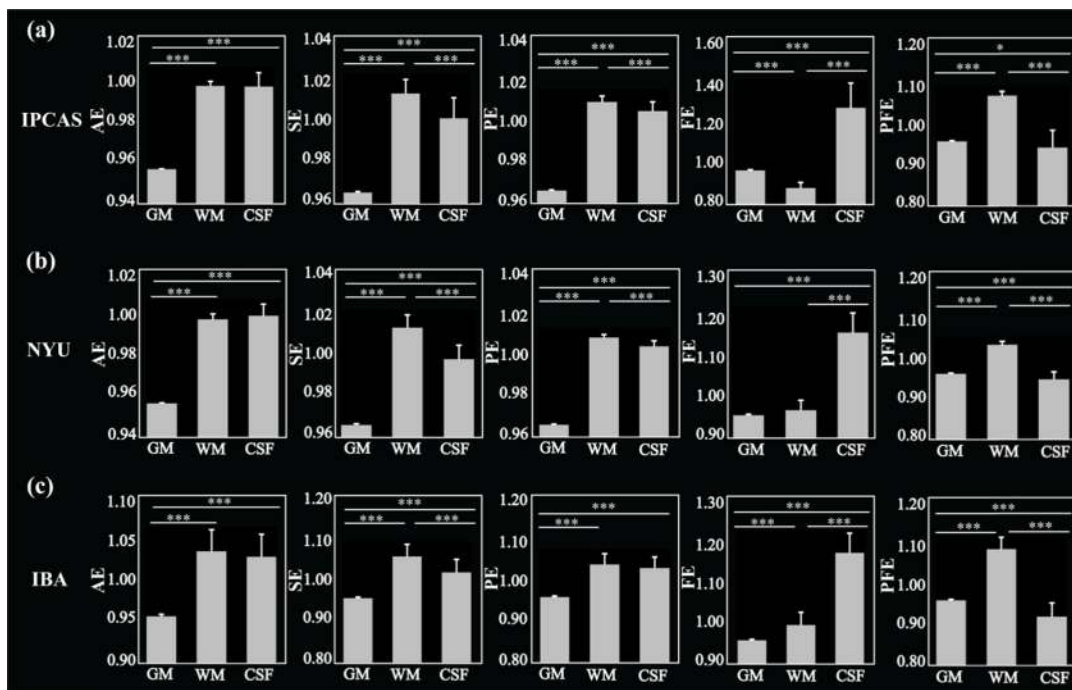 (a)
IPCAS
AE
1.02
1.00
0.98
0.96
0.94
***
***
GM WM CSF
SE
1.04
1.02
1.00
0.98
0.96
***
*** ***
GM WM CSF
PE
1.04
1.02
1.00
0.98
0.96
***
*** ***
GM WM CSF
FE
1.60
1.40
1.20
1.00
0.80
***
*** ***
GM WM CSF
PFE
1.20
1.10
1.00
0.90
0.80
*
*** ***
GM WM CSF
(b)
NYU
AE
1.02
1.00
0.98
0.96
0.94
***
***
GM WM CSF
SE
1.04
1.02
1.00
0.98
0.96
***
*** ***
GM WM CSF
PE
1.04
1.02
1.00
0.98
0.96
***
*** ***
GM WM CSF
FE
1.30
1.20
1.10
1.00
0.90
***
***
GM WM CSF
PFE
1.20
1.10
1.00
0.90
0.80
***
*** ***
GM WM CSF
(c)
IBA
AE
1.10
1.05
1.00
0.95
0.90
***
***
GM WM CSF
SE
1.20
1.10
1.00
0.90
0.80
***
*** ***
GM WM CSF
PE
1.20
1.10
1.00
0.90
0.80
***
***
GM WM CSF
FE
1.30
1.20
1.10
1.00
0.90
***
*** ***
GM WM CSF
PFE
1.20
1.10
1.00
0.90
0.80
***
*** ***
GM WM CSF